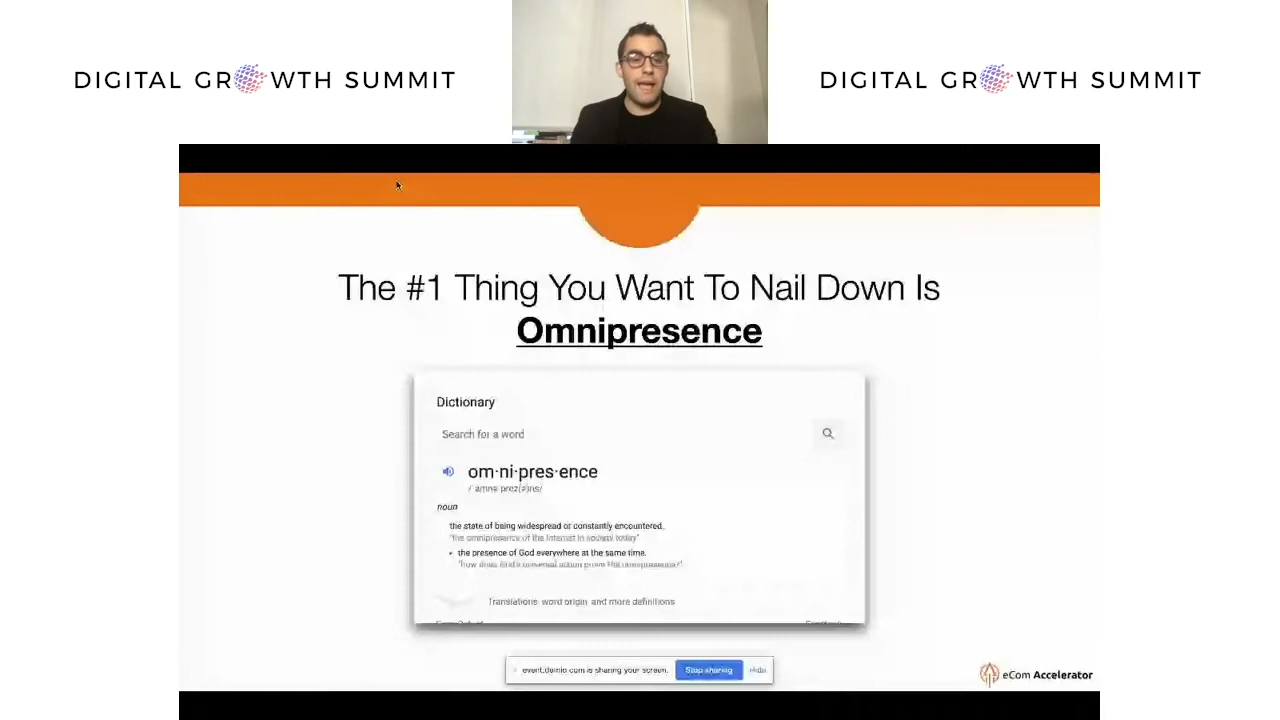 DIGITAL GROWTH SUMMIT
DIGITAL GROWTH SUMMIT
The #1 Thing You Want To Nail Down Is
Omnipresence
Dictionary
Search for a word
om·ni·pres·ence
noun
the state of being widespread or constantly encountered.
"the omnipresence of the Internet in society today"
• the presence of God everywhere at the same time.
Translations, word origin, and more definitions
is sharing your screen.
Stop sharing
Hide
eCom Accelerator